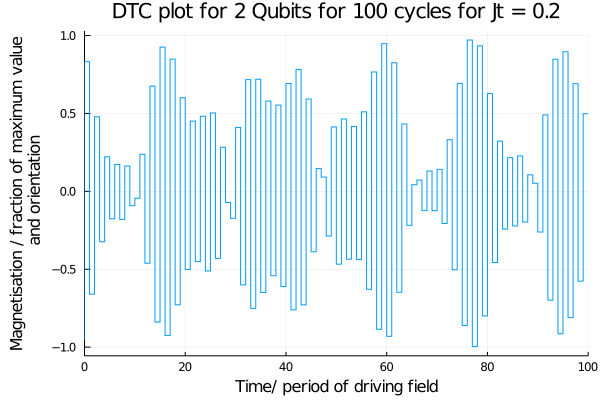 DTC plot for 2 Qubits for 100 cycles for Jt = 0.2
Magnetisation / fraction of maximum value
and orientation
1.0
0.5
0.0
−0.5
−1.0
0
20
40
60
80
100
Time/ period of driving field